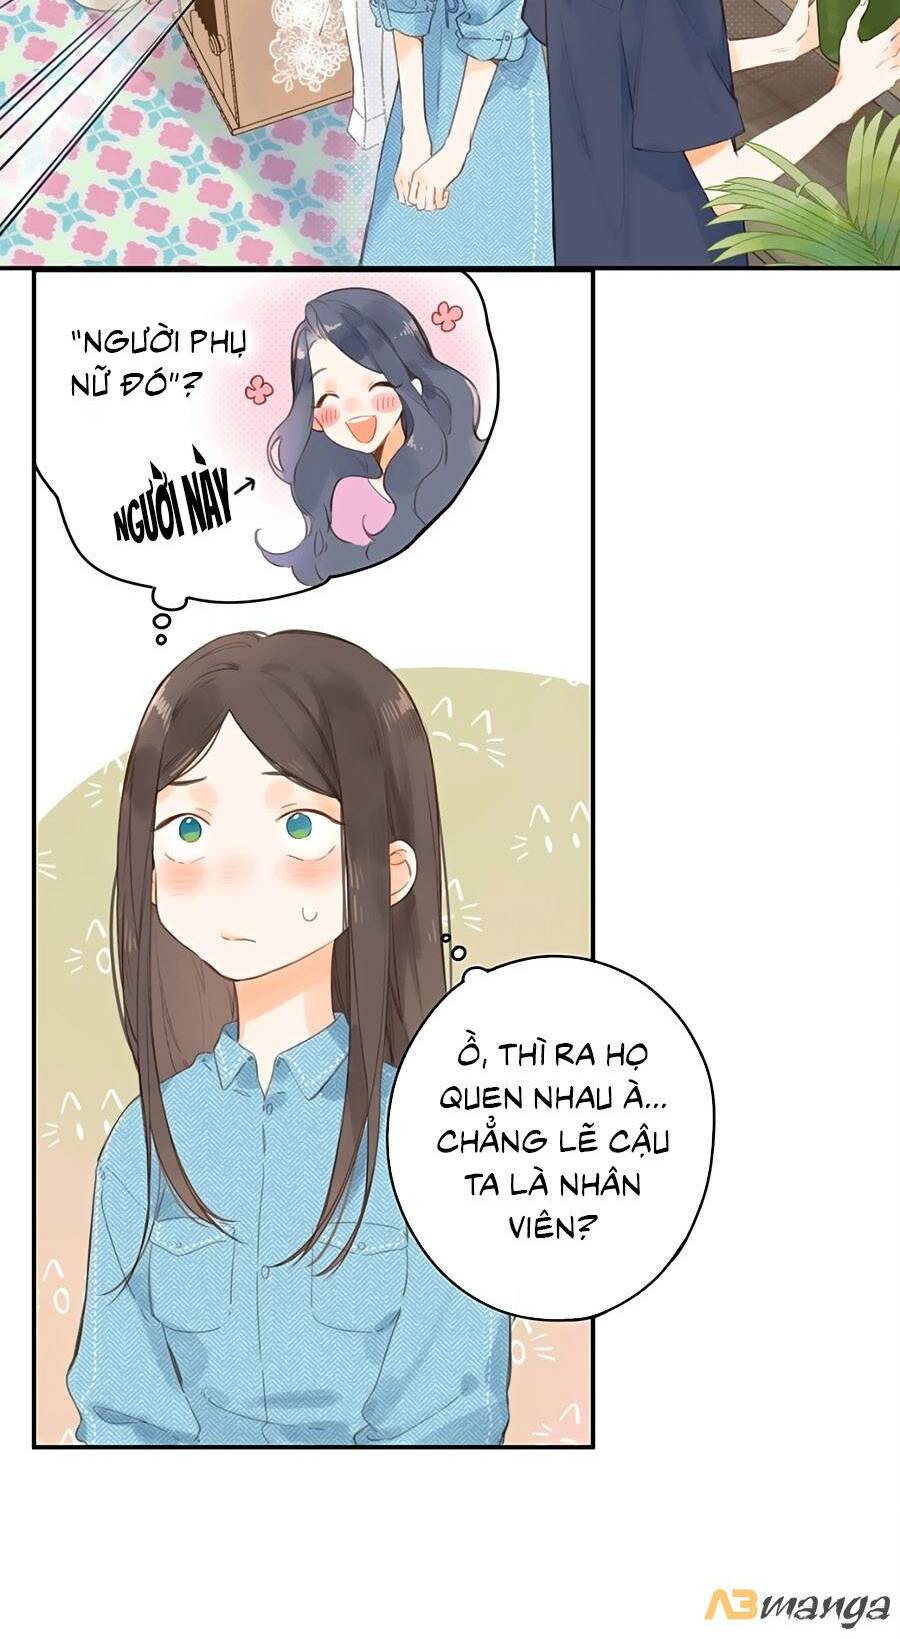 "NGƯỜI PHỤ
NỮ ĐÓ"?
NGƯỜI NÀY
Ồ, THÌ RA HỌ
QUEN NHAU À...
CHẲNG LẼ CẬU
TA LÀ NHÂN
VIÊN?
A3manga